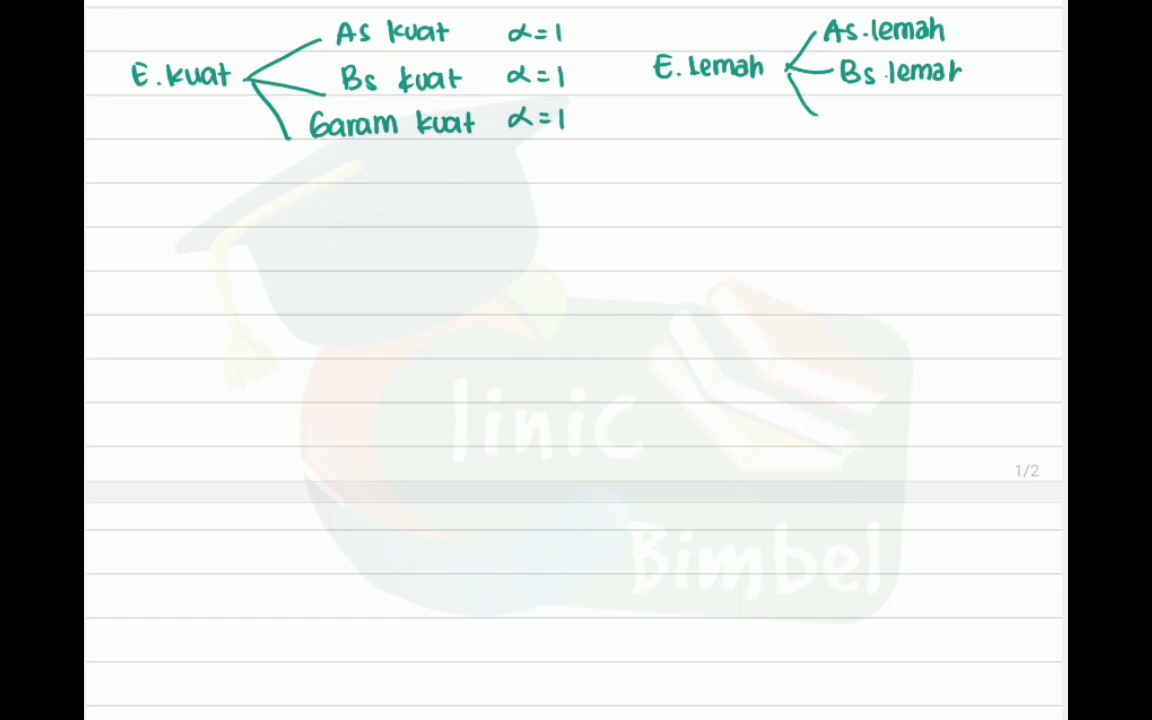 As kuat α=1
E.kuat
Bs kuat α=1
Garam kuat α=1
As.lemah
E.Lemah
Bs.lemah
linic
1/2
Bimbel